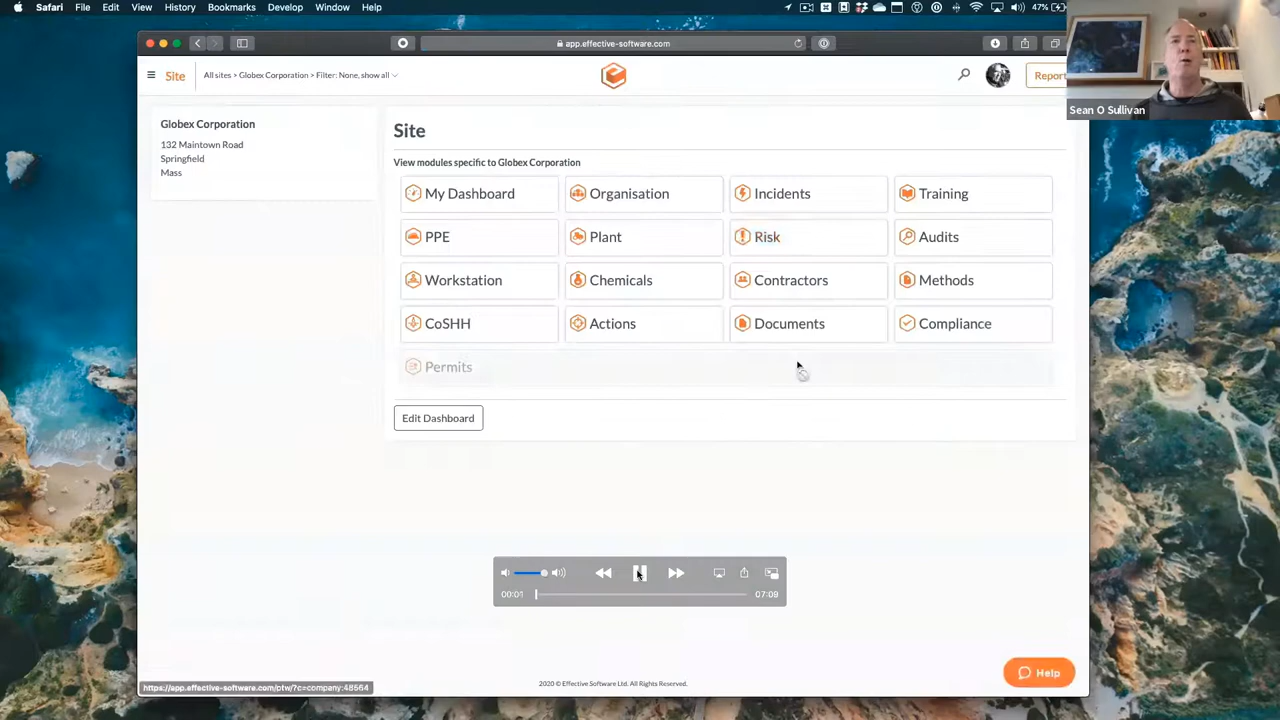 Safari File Edit View History Bookmarks Develop Window Help
47%
app.effective-software.com
Site
All sites > Globex Corporation > Filter: None, show all
Report
Sean O Sullivan
Globex Corporation
132 Maintown Road
Springfield
Mass
Site
View modules specific to Globex Corporation
My Dashboard
Organisation
Incidents
Training
PPE
Plant
Risk
Audits
Workstation
Chemicals
Contractors
Methods
CoSHH
Actions
Documents
Compliance
Permits
Edit Dashboard
00:01
07:09
Help
2020 © Effective Software Ltd. All Rights Reserved.
https://app.effective-software.com/ptw/?c=company:48564